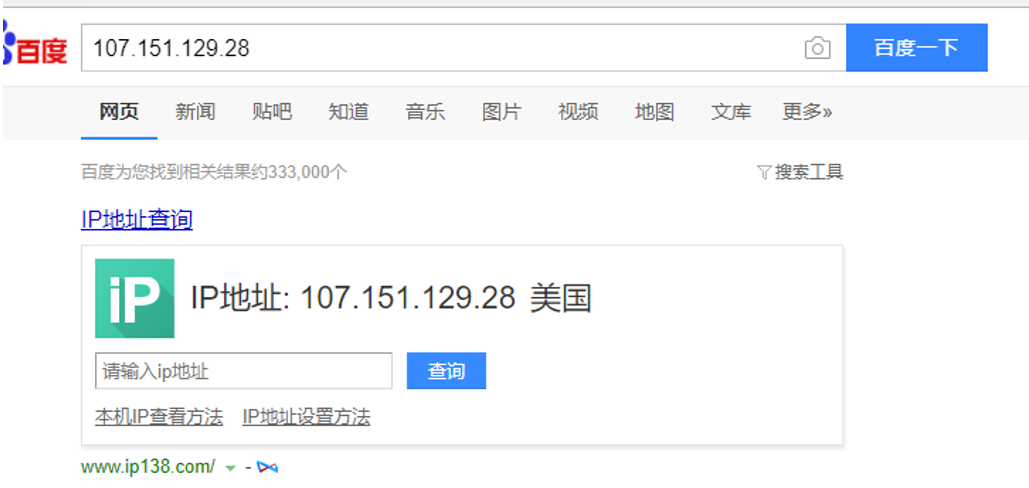 百度 107.151.129.28 百度一下
网页 新闻 贴吧 知道 音乐 图片 视频 地图 文库 更多»
百度为您找到相关结果约333,000个 搜索工具
IP地址查询
iP IP地址: 107.151.129.28 美国
请输入ip地址 查询
本机IP查看方法 IP地址设置方法
www.ip138.com/ -